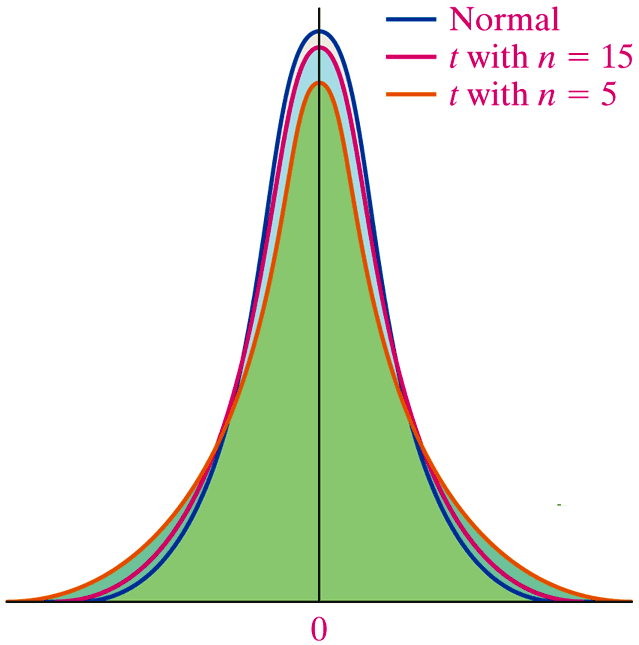 Normal
t with n = 15
t with n = 5
0